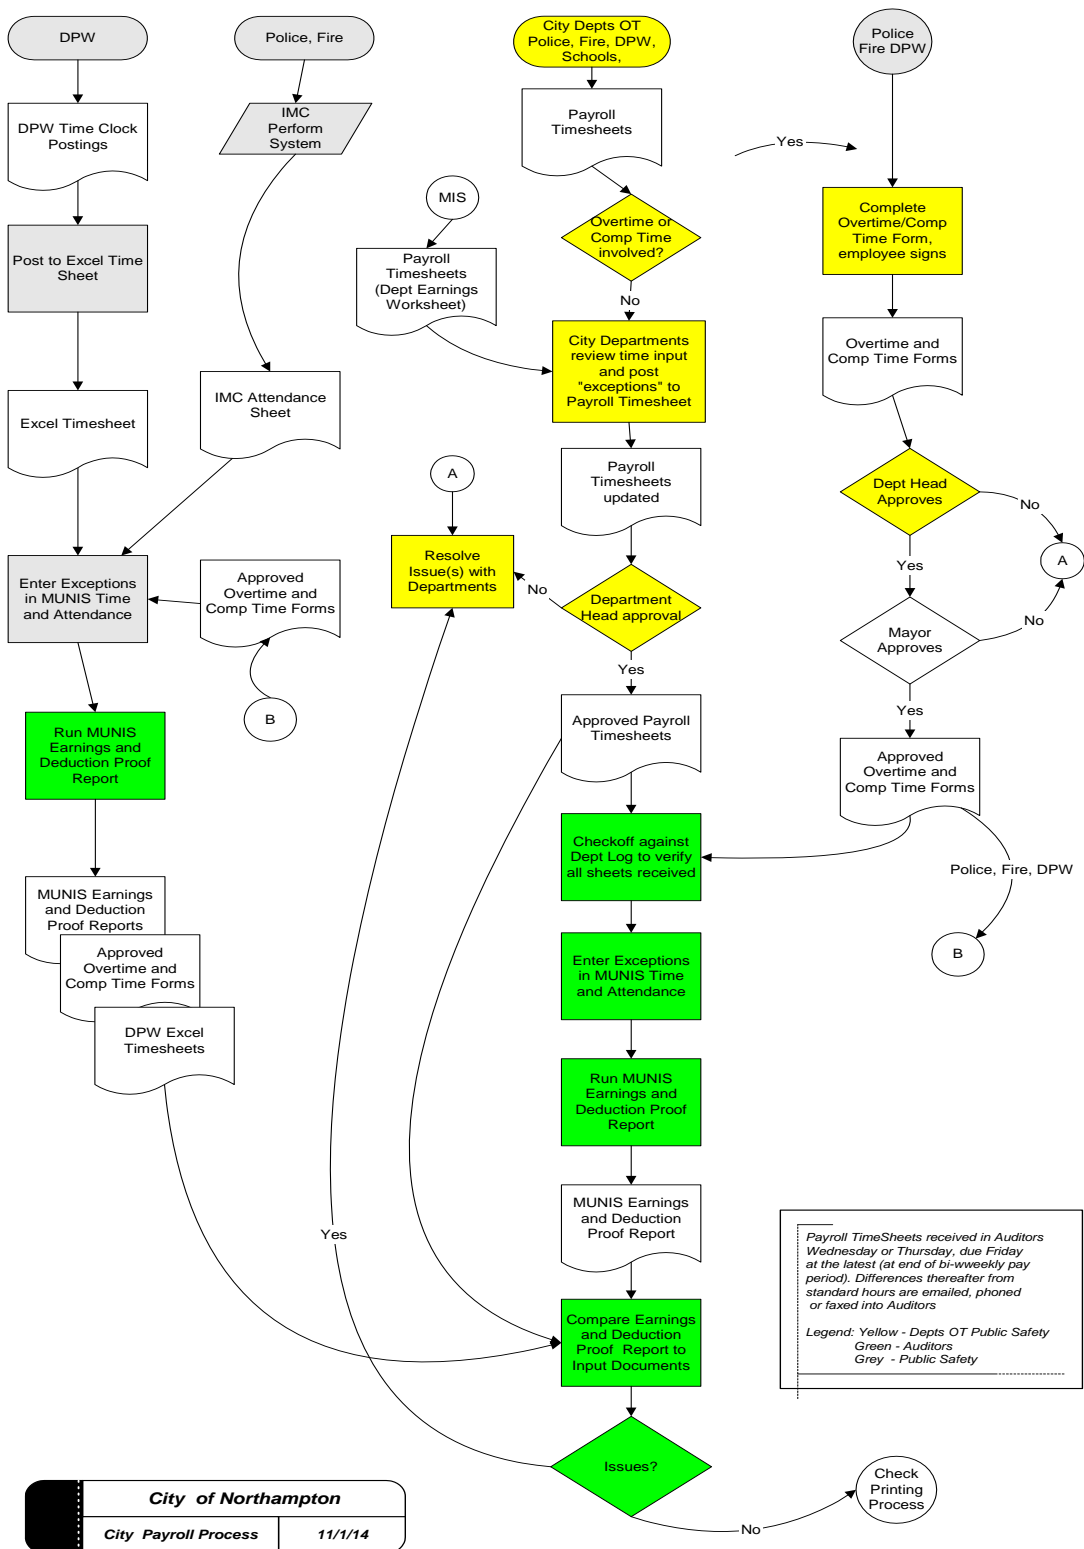 DPW
DPW Time Clock
Postings
Post to Excel Time
Sheet
Excel Timesheet
Enter Exceptions
in MUNIS Time
and Attendance
Run MUNIS
Earnings and
Deduction Proof
Report
MUNIS Earnings
and Deduction
Proof Reports
Approved
Overtime and
Comp Time Forms
DPW Excel
Timesheets
Police, Fire
IMC
Perform
System
IMC Attendance
Sheet
Approved
Overtime and
Comp Time Forms
B
City Depts OT
Police, Fire, DPW,
Schools,
Payroll
Timesheets
Overtime or
Comp Time
involved?
No
MIS
Payroll
Timesheets
(Dept Earnings
Worksheet)
City Departments
review time input
and post
"exceptions" to
Payroll Timesheet
Payroll
Timesheets
updated
A
Resolve
Issue(s) with
Departments
No
Department
Head approval
Yes
Approved Payroll
Timesheets
Checkoff against
Dept Log to verify
all sheets received
Enter Exceptions
in MUNIS Time
and Attendance
Run MUNIS
Earnings and
Deduction Proof
Report
MUNIS Earnings
and Deduction
Proof Report
Compare Earnings
and Deduction
Proof Report to
Input Documents
Issues?
Yes
No
Check
Printing
Process
Yes
Police
Fire DPW
Complete
Overtime/Comp
Time Form,
employee signs
Overtime and
Comp Time Forms
Dept Head
Approves
No
A
Yes
Mayor
Approves
No
Yes
Approved
Overtime and
Comp Time Forms
Police, Fire, DPW
B
Payroll TimeSheets received in Auditors
Wednesday or Thursday, due Friday
at the latest (at end of bi-wweekly pay
period). Differences thereafter from
standard hours are emailed, phoned
or faxed into Auditors
Legend: Yellow - Depts OT Public Safety
Green - Auditors
Grey - Public Safety
City of Northampton
City Payroll Process
11/1/14